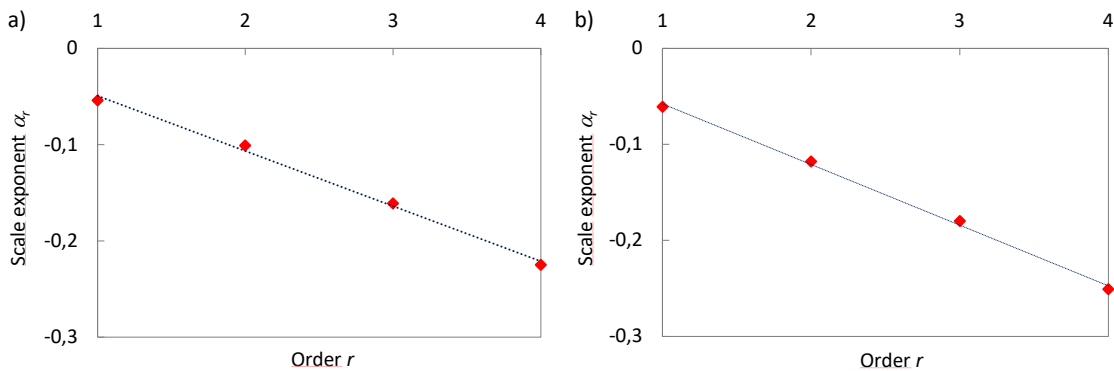 a)
1 2 3 4
0
-0,1
-0,2
-0,3
Scale exponent αr
Order r
b)
1 2 3 4
0
-0,1
-0,2
-0,3
Scale exponent αr
Order r